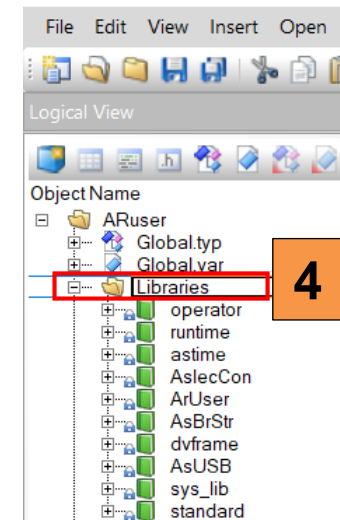 File Edit View Insert Open
Logical View
.h
Object Name
ARuser
Global.typ
Global.var
Libraries
4
operator
runtime
astime
AsIecCon
ArUser
AsBrStr
dvframe
AsUSB
sys_lib
standard